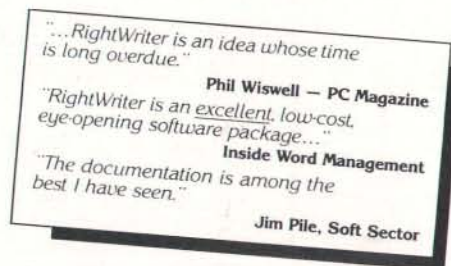 "...RightWriter is an idea whose time
is long overdue."
Phil Wiswell — PC Magazine
"RightWriter is an excellent, low-cost,
eye-opening software package..."
Inside Word Management
"The documentation is among the
best I have seen."
Jim Pile, Soft Sector